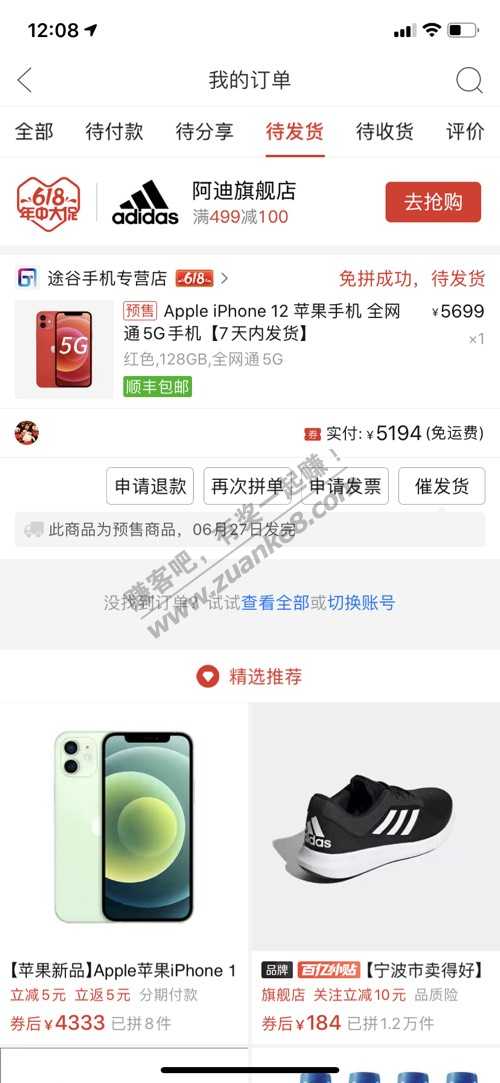 12:08
我的订单
全部 待付款 待分享 待发货 待收货 评价
618
年中大促
adidas
阿迪旗舰店
满499减100
去抢购
途谷手机专营店 618
免拼成功，待发货
预售 Apple iPhone 12 苹果手机 全网
通5G手机【7天内发货】
¥5699
×1
5G
红色,128GB,全网通5G
顺丰包邮
券 实付: ¥5194 (免运费)
申请退款 再次拼单 申请发票 催发货
此商品为预售商品，06月27日发完
没找到订单？试试查看全部或切换账号
赚客吧，有奖一起赚！
www.zuanke8.com
精选推荐
【苹果新品】Apple苹果iPhone 1
立减5元 立返5元 分期付款
券后¥4333 已拼8件
adidas
品牌 百亿补贴 【宁波市卖得好】
旗舰店 关注立减10元 品质险
券后¥184 已拼1.2万件